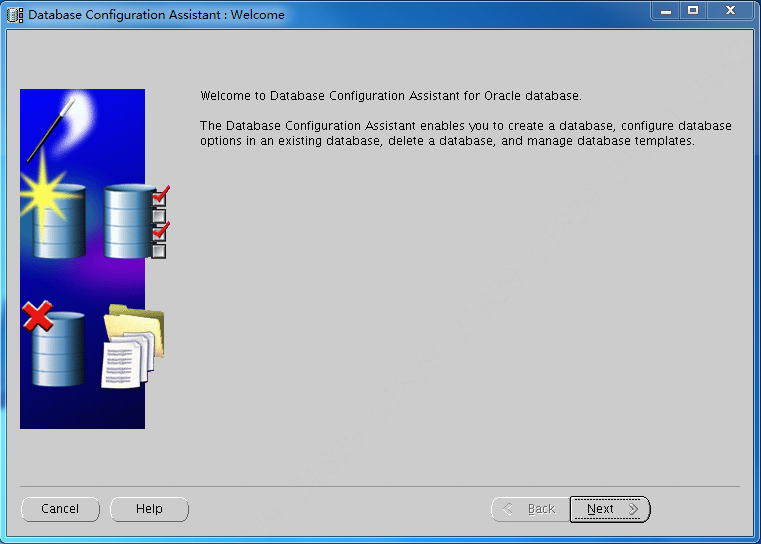 Database Configuration Assistant : Welcome
Welcome to Database Configuration Assistant for Oracle database.
The Database Configuration Assistant enables you to create a database, configure database
options in an existing database, delete a database, and manage database templates.
Cancel
Help
Back
Next